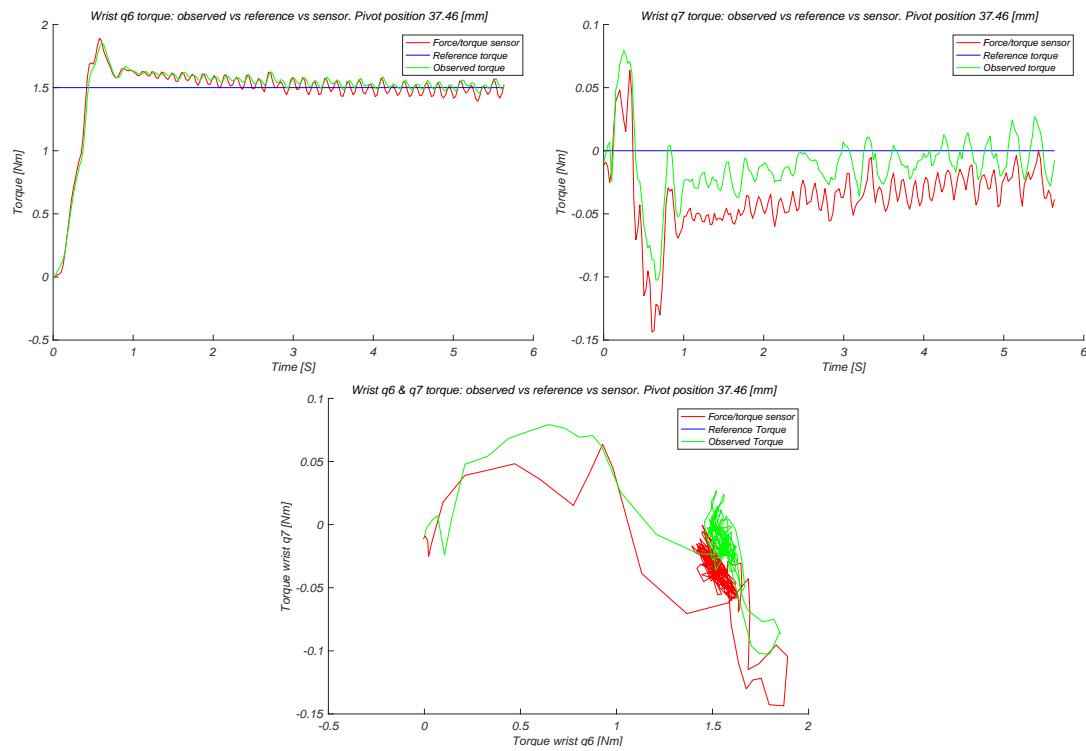 Wrist q6 torque: observed vs reference vs sensor. Pivot position 37.46 [mm]
Force/torque sensor
Reference torque
Observed torque
Torque [Nm]
2
1.5
1
0.5
0
-0.5
0 1 2 3 4 5 6
Time [S]
Wrist q7 torque: observed vs reference vs sensor. Pivot position 37.46 [mm]
Force/torque sensor
Reference torque
Observed torque
Torque [Nm]
0.1
0.05
0
-0.05
-0.1
-0.15
0 1 2 3 4 5 6
Time [S]
Wrist q6 & q7 torque: observed vs reference vs sensor. Pivot position 37.46 [mm]
Force/torque sensor
Reference Torque
Observed Torque
Torque wrist q7 [Nm]
0.1
0.05
0
-0.05
-0.1
-0.15
-0.5 0 0.5 1 1.5 2
Torque wrist q6 [Nm]